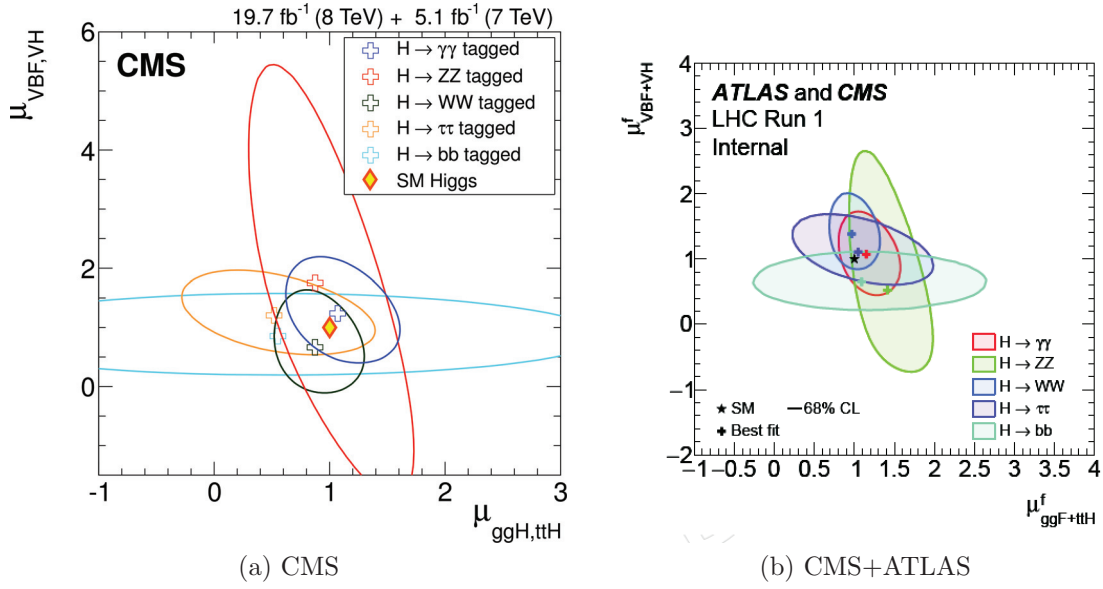 19.7 fb⁻¹ (8 TeV) + 5.1 fb⁻¹ (7 TeV)
CMS
H → γγ tagged
H → ZZ tagged
H → WW tagged
H → ττ tagged
H → bb tagged
SM Higgs
μ_VBF,VH
6
4
2
0
-1
0
1
2
3
μ_ggH,ttH
(a) CMS
ATLAS and CMS
LHC Run 1
Internal
μ^f_VBF+VH
4
3
2
1
0
−1
−2
H → γγ
H → ZZ
H → WW
H → ττ
H → bb
SM
68% CL
Best fit
−1
−0.5
0
0.5
1
1.5
2
2.5
3
3.5
4
μ^f_ggF+ttH
(b) CMS+ATLAS